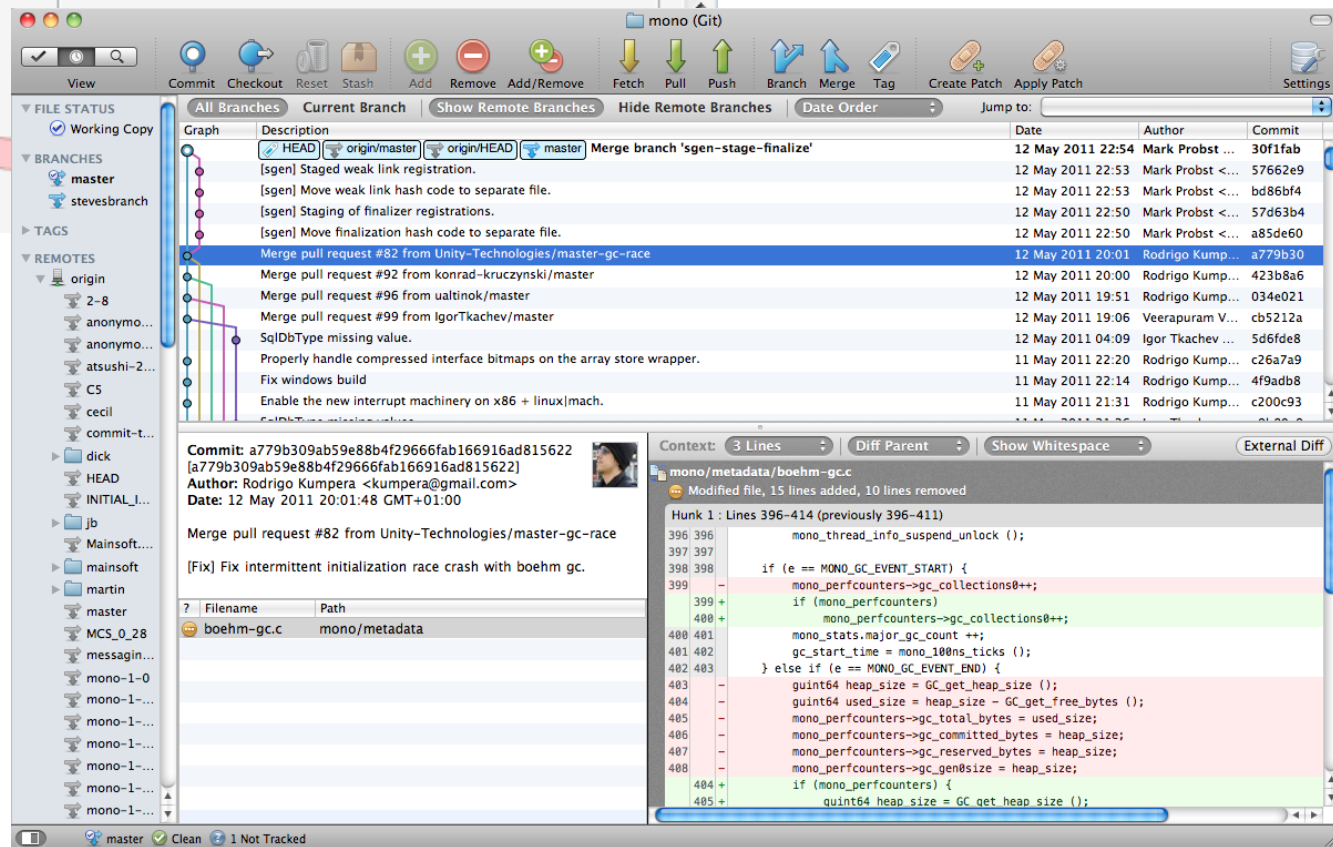 mono (Git)
View Commit Checkout Reset Stash Add Remove Add/Remove Fetch Pull Push Branch Merge Tag Create Patch Apply Patch Settings
FILE STATUS
Working Copy
BRANCHES
master
stevesbranch
TAGS
REMOTES
origin
2-8
anonymo...
anonymo...
atsushi-2...
C5
cecil
commit-t...
dick
HEAD
INITIAL_I...
jb
Mainsoft....
mainsoft
martin
master
MCS_0_28
messagin...
mono-1-0
mono-1-...
mono-1-...
mono-1-...
mono-1-...
mono-1-...
mono-1-...
All Branches Current Branch Show Remote Branches Hide Remote Branches Date Order Jump to:
Graph Description Date Author Commit
HEAD origin/master origin/HEAD master Merge branch 'sgen-stage-finalize' 12 May 2011 22:54 Mark Probst ... 30f1fab
[sgen] Staged weak link registration. 12 May 2011 22:53 Mark Probst <... 57662e9
[sgen] Move weak link hash code to separate file. 12 May 2011 22:53 Mark Probst <... bd86bf4
[sgen] Staging of finalizer registrations. 12 May 2011 22:50 Mark Probst <... 57d63b4
[sgen] Move finalization hash code to separate file. 12 May 2011 22:50 Mark Probst <... a85de60
Merge pull request #82 from Unity-Technologies/master-gc-race 12 May 2011 20:01 Rodrigo Kump... a779b30
Merge pull request #92 from konrad-kruczynski/master 12 May 2011 20:00 Rodrigo Kump... 423b8a6
Merge pull request #96 from ualtinok/master 12 May 2011 19:51 Rodrigo Kump... 034e021
Merge pull request #99 from IgorTkachev/master 12 May 2011 19:06 Veerapuram V... cb5212a
SqlDbType missing value. 12 May 2011 04:09 Igor Tkachev ... 5d6fde8
Properly handle compressed interface bitmaps on the array store wrapper. 11 May 2011 22:20 Rodrigo Kump... c26a7a9
Fix windows build 11 May 2011 22:14 Rodrigo Kump... 4f9adb8
Enable the new interrupt machinery on x86 + linux|mach. 11 May 2011 21:31 Rodrigo Kump... c200c93
Commit: a779b309ab59e88b4f29666fab166916ad815622
[a779b309ab59e88b4f29666fab166916ad815622]
Author: Rodrigo Kumpera <kumpera@gmail.com>
Date: 12 May 2011 20:01:48 GMT+01:00
Merge pull request #82 from Unity-Technologies/master-gc-race
[Fix] Fix intermittent initialization race crash with boehm gc.
? Filename Path
boehm-gc.c mono/metadata
Context: 3 Lines Diff Parent Show Whitespace External Diff
mono/metadata/boehm-gc.c
Modified file, 15 lines added, 10 lines removed
Hunk 1 : Lines 396-414 (previously 396-411)
396 396 mono_thread_info_suspend_unlock ();
397 397
398 398 if (e == MONO_GC_EVENT_START) {
399 - mono_perfcounters->gc_collections0++;
399 + if (mono_perfcounters)
400 + mono_perfcounters->gc_collections0++;
400 401 mono_stats.major_gc_count ++;
401 402 gc_start_time = mono_100ns_ticks ();
402 403 } else if (e == MONO_GC_EVENT_END) {
403 - guint64 heap_size = GC_get_heap_size ();
404 - guint64 used_size = heap_size - GC_get_free_bytes ();
405 - mono_perfcounters->gc_total_bytes = used_size;
406 - mono_perfcounters->gc_committed_bytes = heap_size;
407 - mono_perfcounters->gc_reserved_bytes = heap_size;
408 - mono_perfcounters->gc_gen0size = heap_size;
404 + if (mono_perfcounters) {
405 + guint64 heap_size = GC_get_heap_size ();
master Clean 1 Not Tracked